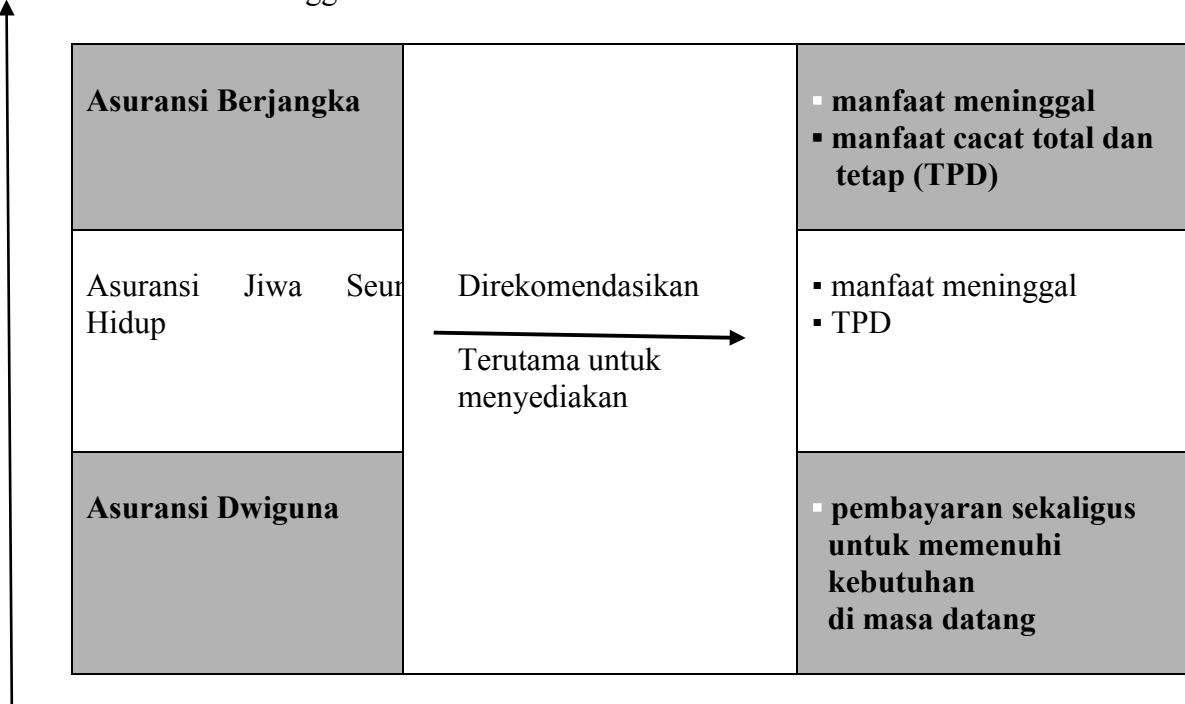 Asuransi Berjangka
▪ manfaat meninggal
▪ manfaat cacat total dan
tetap (TPD)
Asuransi Jiwa Seur
Hidup
Direkomendasikan
Terutama untuk
menyediakan
▪ manfaat meninggal
▪ TPD
Asuransi Dwiguna
▪ pembayaran sekaligus
untuk memenuhi
kebutuhan
di masa datang